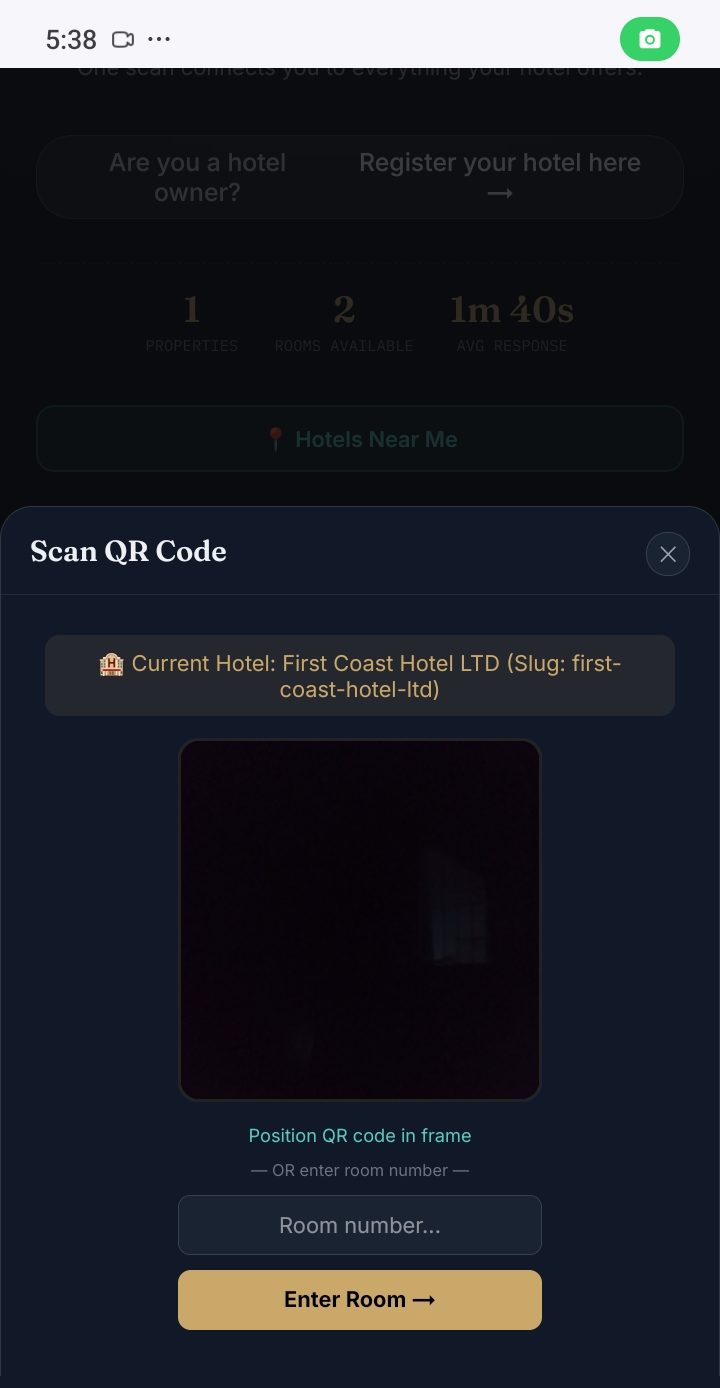 5:38
One scan connects you to everything your hotel offers.
Are you a hotel
owner?
Register your hotel here
→
1
PROPERTIES
2
ROOMS AVAILABLE
1m 40s
AVG RESPONSE
Hotels Near Me
Scan QR Code
Current Hotel: First Coast Hotel LTD (Slug: first-
coast-hotel-ltd)
Position QR code in frame
— OR enter room number —
Room number...
Enter Room →